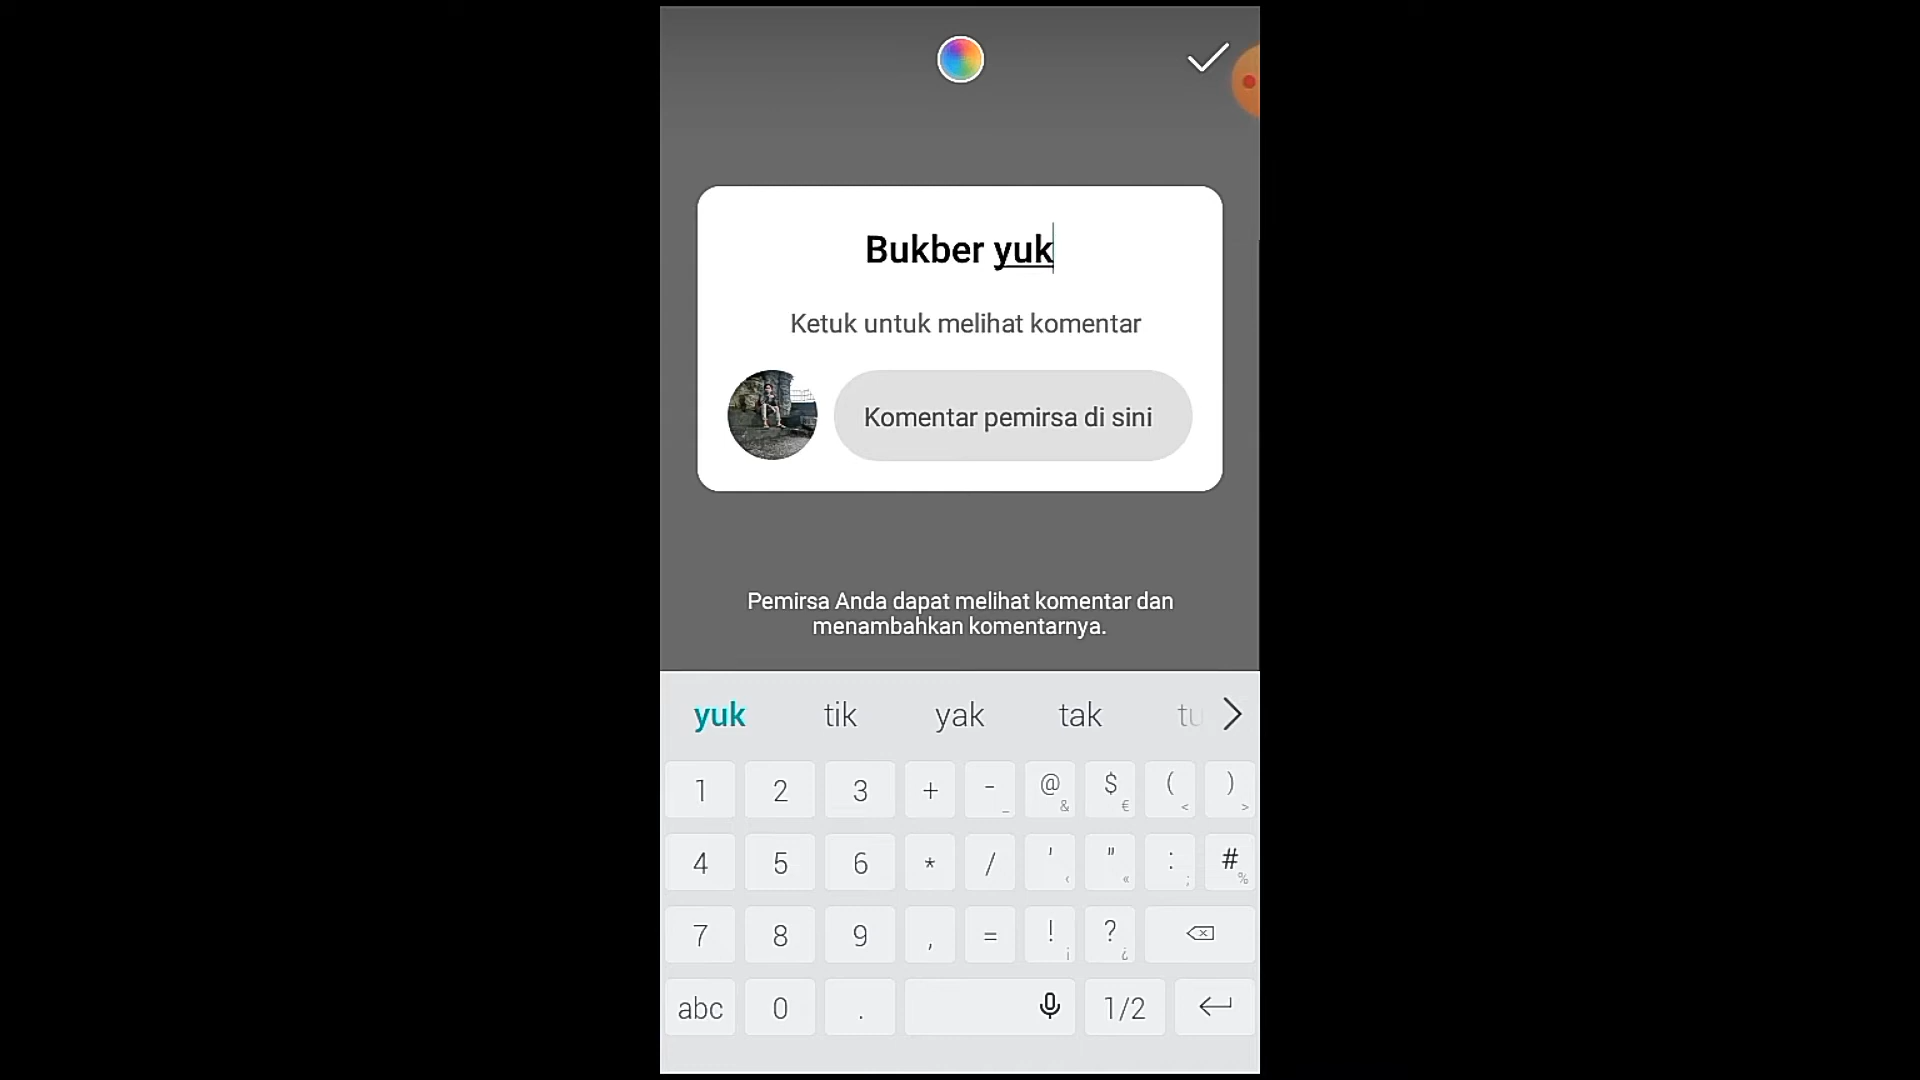 Bukber yuk
Ketuk untuk melihat komentar
Komentar pemirsa di sini
Pemirsa Anda dapat melihat komentar dan
menambahkan komentarnya.
yuk tik yak tak tu
1 2 3 + - _ @ & $ € ( < ) >
4 5 6 * / ' ‹ " « : ; # %
7 8 9 , = ! ¡ ? ¿
abc 0 . 1/2